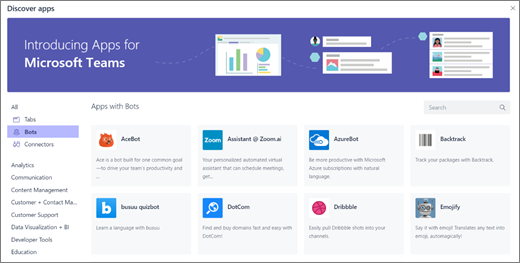 Discover apps
Introducing Apps for
Microsoft Teams
All
Tabs
Bots
Connectors
Analytics
Communication
Content Management
Customer + Contact Ma...
Customer Support
Data Visualization + BI
Developer Tools
Education
Apps with Bots
Search
AceBot
Ace is a bot built for one common goal
—to drive your team's productivity and
...
Zoom
Assistant @ Zoom.ai
Your personalized automated virtual
assistant that can schedule meetings,
get...
AzureBot
Be more productive with Microsoft
Azure subscriptions with natural
language.
Backtrack
Track your packages with Backtrack.
b
busuu quizbot
Learn a language with busuu
DotCom
Find and buy domains fast and easy with
DotCom!
Dribbble
Easily pull Dribbble shots into your
channels.
Emojify
Say it with emoji! Translates any text into
emoji, automagically!